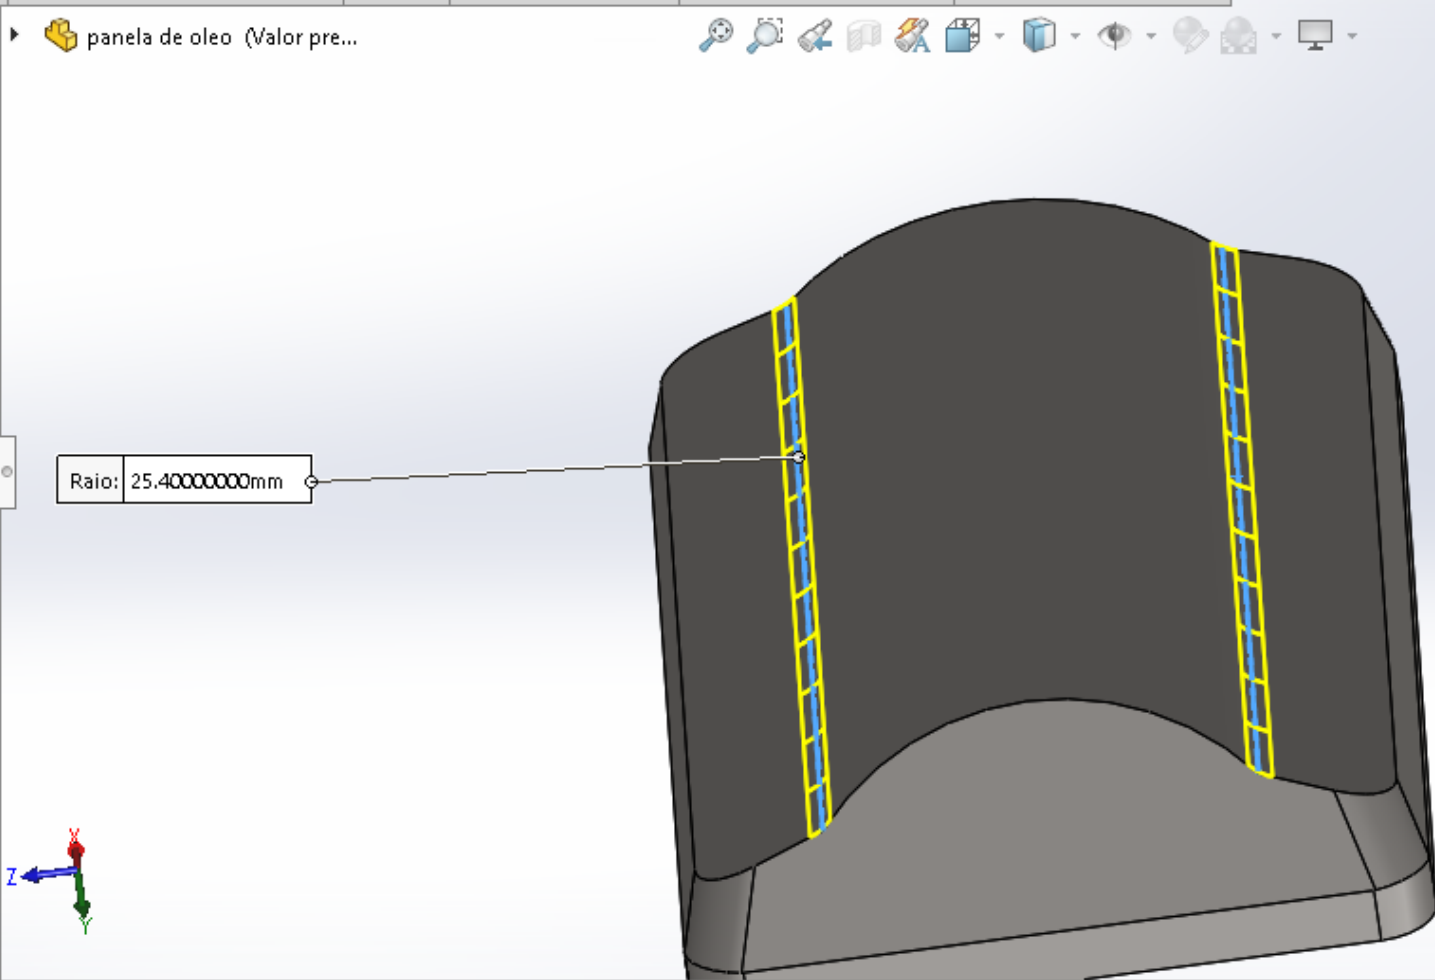 panela de oleo (Valor pre...
Raio: 25.40000000mm
X
Z
Y